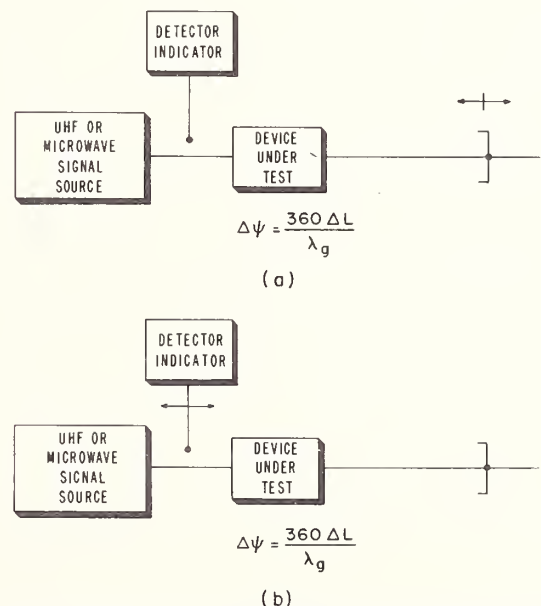 DETECTOR
INDICATOR
UHF OR
MICROWAVE
SIGNAL
SOURCE
DEVICE
UNDER
TEST
Δψ = 360 ΔL / λg
(a)
DETECTOR
INDICATOR
UHF OR
MICROWAVE
SIGNAL
SOURCE
DEVICE
UNDER
TEST
Δψ = 360 ΔL / λg
(b)